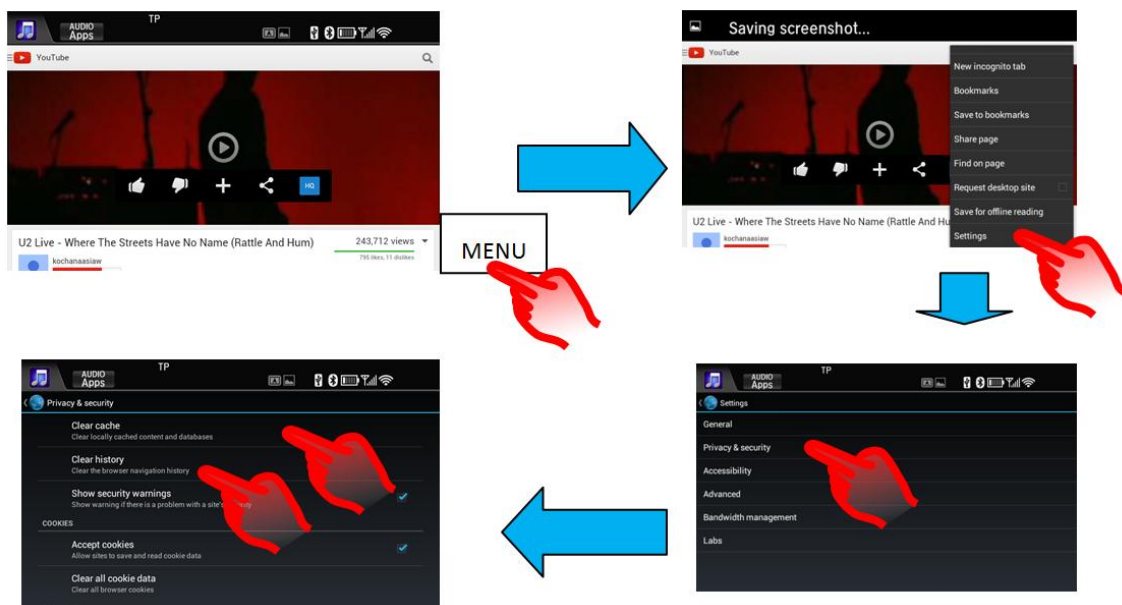 TP
AUDIO
Apps
YouTube
HQ
U2 Live - Where The Streets Have No Name (Rattle And Hum)
243,712 views
kochanaasiaw
795 likes, 11 dislikes
MENU
Saving screenshot...
YouTube
New incognito tab
Bookmarks
Save to bookmarks
Share page
Find on page
Request desktop site
Save for offline reading
Settings
U2 Live - Where The Streets Have No Name (Rattle And Hu
kochanaasiaw
TP
AUDIO
Apps
Settings
General
Privacy & security
Accessibility
Advanced
Bandwidth management
Labs
TP
AUDIO
Apps
Privacy & security
Clear cache
Clear locally cached content and databases
Clear history
Clear the browser navigation history
Show security warnings
Show warning if there is a problem with a site's
COOKIES
Accept cookies
Allow sites to save and read cookie data
Clear all cookie data
Clear all browser cookies